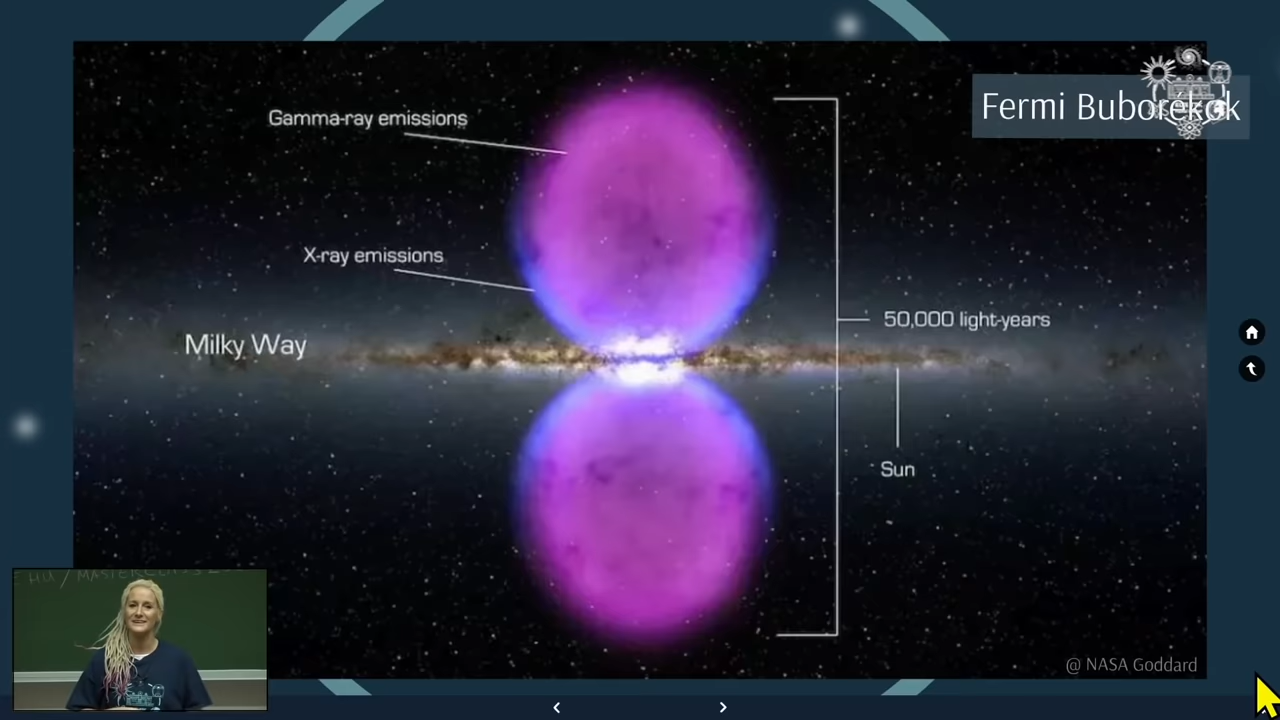 Fermi Buborékok
Gamma-ray emissions
X-ray emissions
Milky Way
50,000 light-years
Sun
@ NASA Goddard